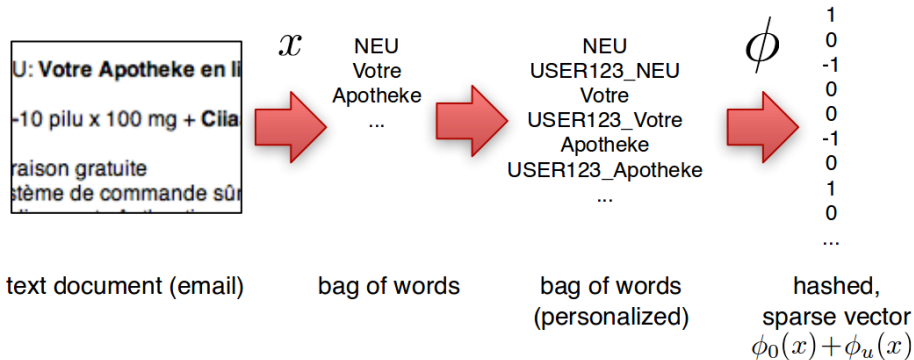 U: Votre Apotheke en li
-10 pilu x 100 mg + Ciia
raison gratuite
stème de commande sûr
x
NEU
Votre
Apotheke
...
NEU
USER123_NEU
Votre
USER123_Votre
Apotheke
USER123_Apotheke
...
ϕ
1
0
-1
0
0
-1
0
1
0
...
text document (email)
bag of words
bag of words
(personalized)
hashed,
sparse vector
ϕ₀(x)+ϕᵤ(x)